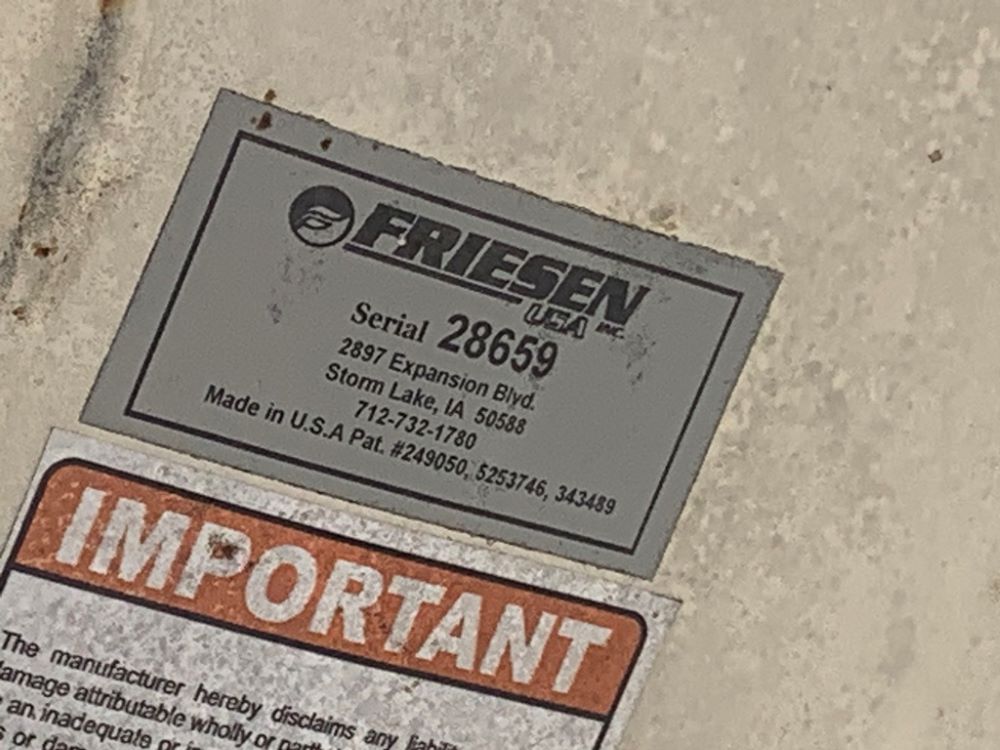 FRIESEN
USA INC.
Serial 28659
2897 Expansion Blvd.
Storm Lake, IA 50588
712-732-1780
Made in U.S.A Pat. #249050, 5253746, 343489
IMPORTANT
The manufacturer hereby disclaims any
damage attributable wholly or
an inadequate or
or